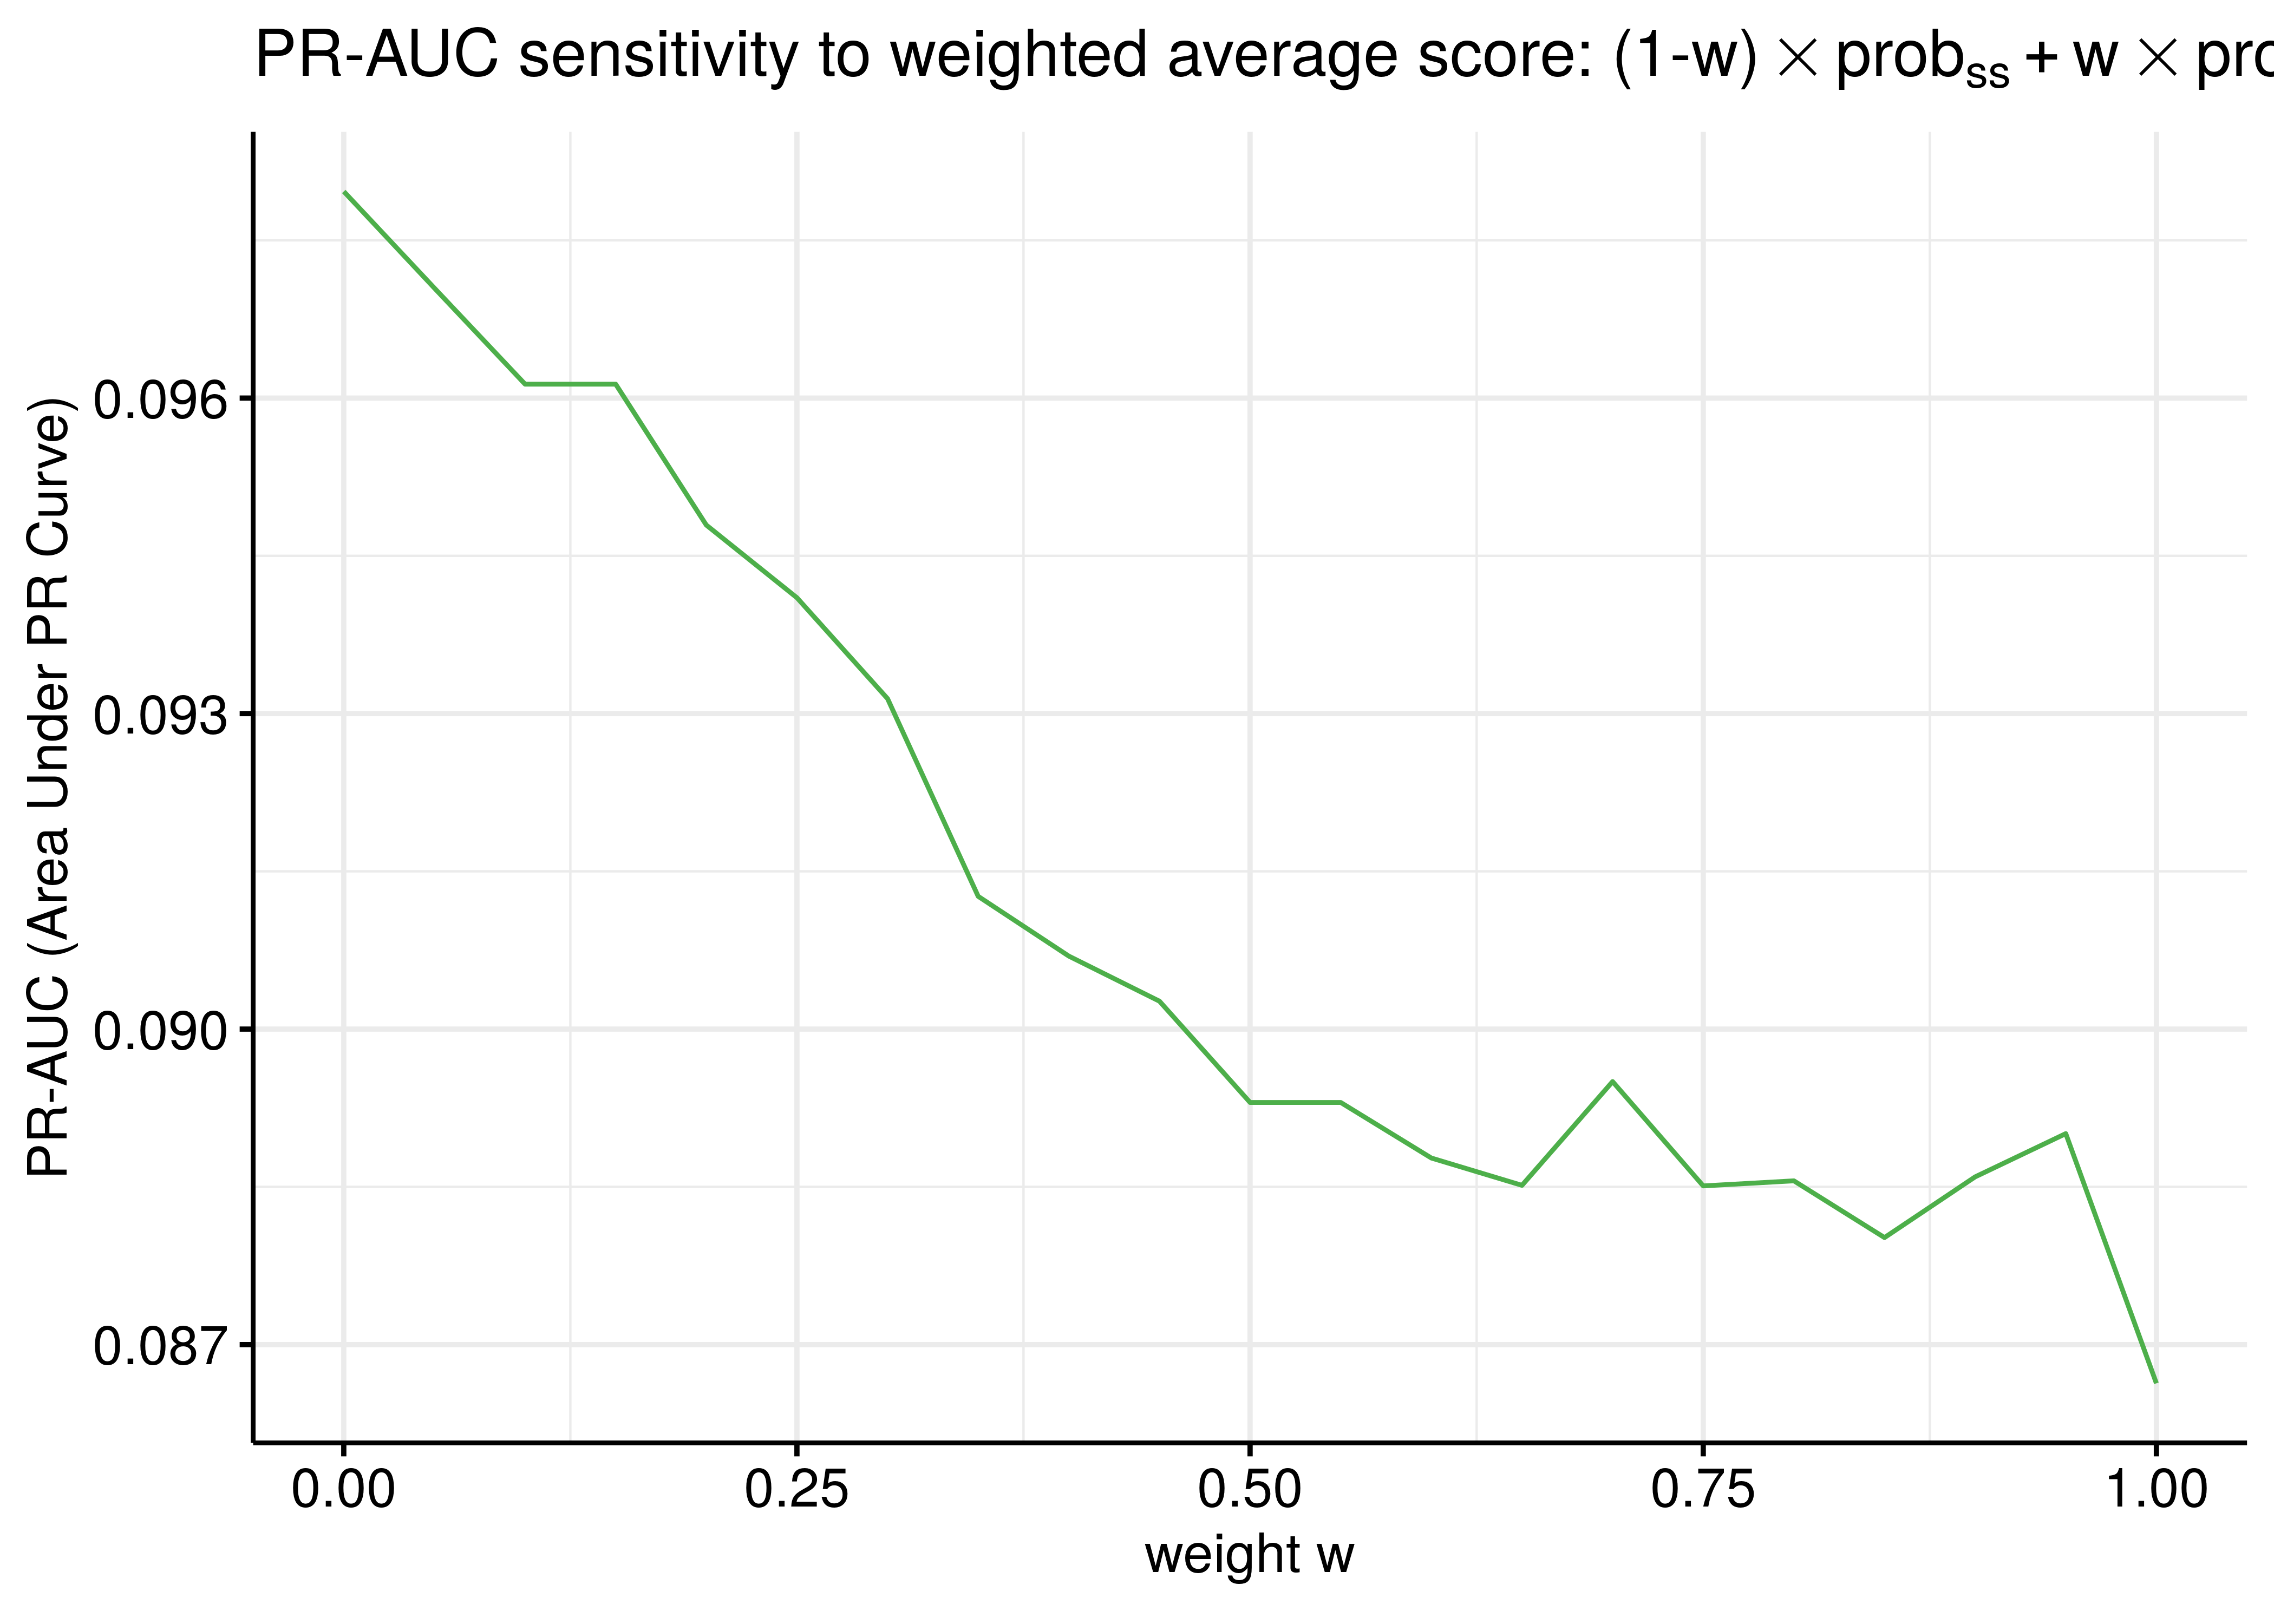 PR-AUC sensitivity to weighted average score: (1-w) × prob_ss + w ×
PR-AUC (Area Under PR Curve)
0.096
0.093
0.090
0.087
0.00 0.25 0.50 0.75 1.00
weight w